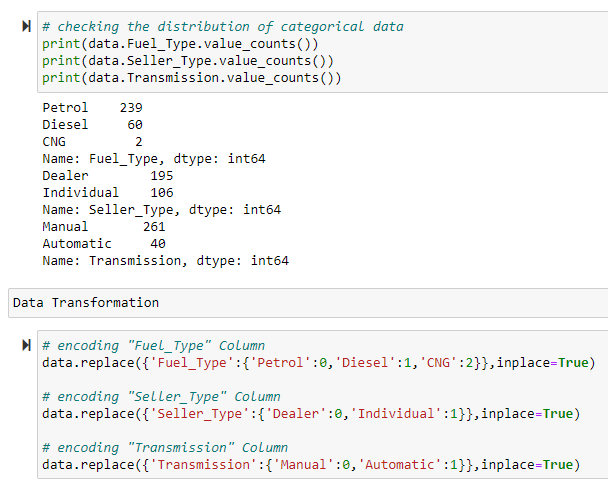 # checking the distribution of categorical data
print(data.Fuel_Type.value_counts())
print(data.Seller_Type.value_counts())
print(data.Transmission.value_counts())
Petrol    239
Diesel     60
CNG         2
Name: Fuel_Type, dtype: int64
Dealer        195
Individual    106
Name: Seller_Type, dtype: int64
Manual       261
Automatic     40
Name: Transmission, dtype: int64
Data Transformation
# encoding "Fuel_Type" Column
data.replace({'Fuel_Type':{'Petrol':0,'Diesel':1,'CNG':2}},inplace=True)
# encoding "Seller_Type" Column
data.replace({'Seller_Type':{'Dealer':0,'Individual':1}},inplace=True)
# encoding "Transmission" Column
data.replace({'Transmission':{'Manual':0,'Automatic':1}},inplace=True)